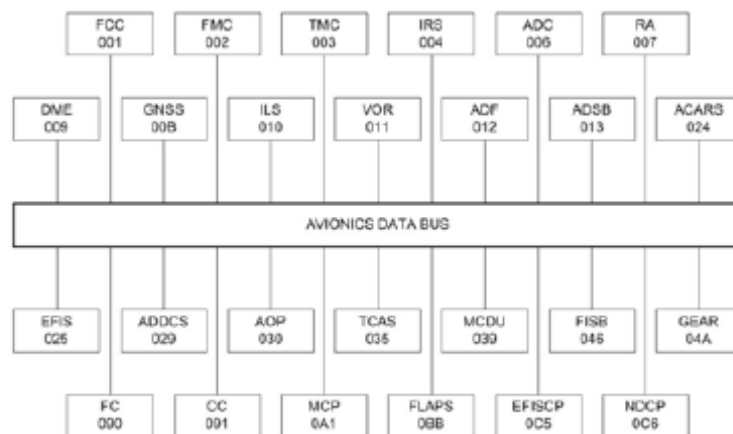 FCC
001
FMC
002
TMC
003
IRS
004
ADC
006
RA
007
DME
009
GNSS
00B
ILS
010
VOR
011
ADF
012
ADSB
013
ACARS
024
AVIONICS DATA BUS
EFIS
025
ADDCS
029
AOP
030
TCAS
035
MCDU
039
FISB
046
GEAR
04A
FC
090
CC
091
MCP
0A1
FLAPS
0BB
EFISCP
0C5
NDCP
0C6